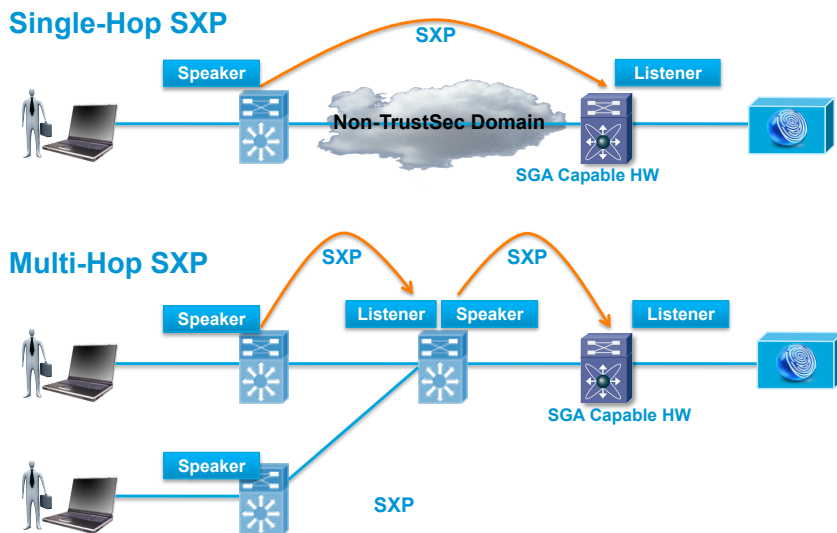 Single-Hop SXP
SXP
Speaker
Listener
Non-TrustSec Domain
SGA Capable HW
Multi-Hop SXP
SXP
SXP
Speaker
Listener
Speaker
Listener
SGA Capable HW
Speaker
SXP